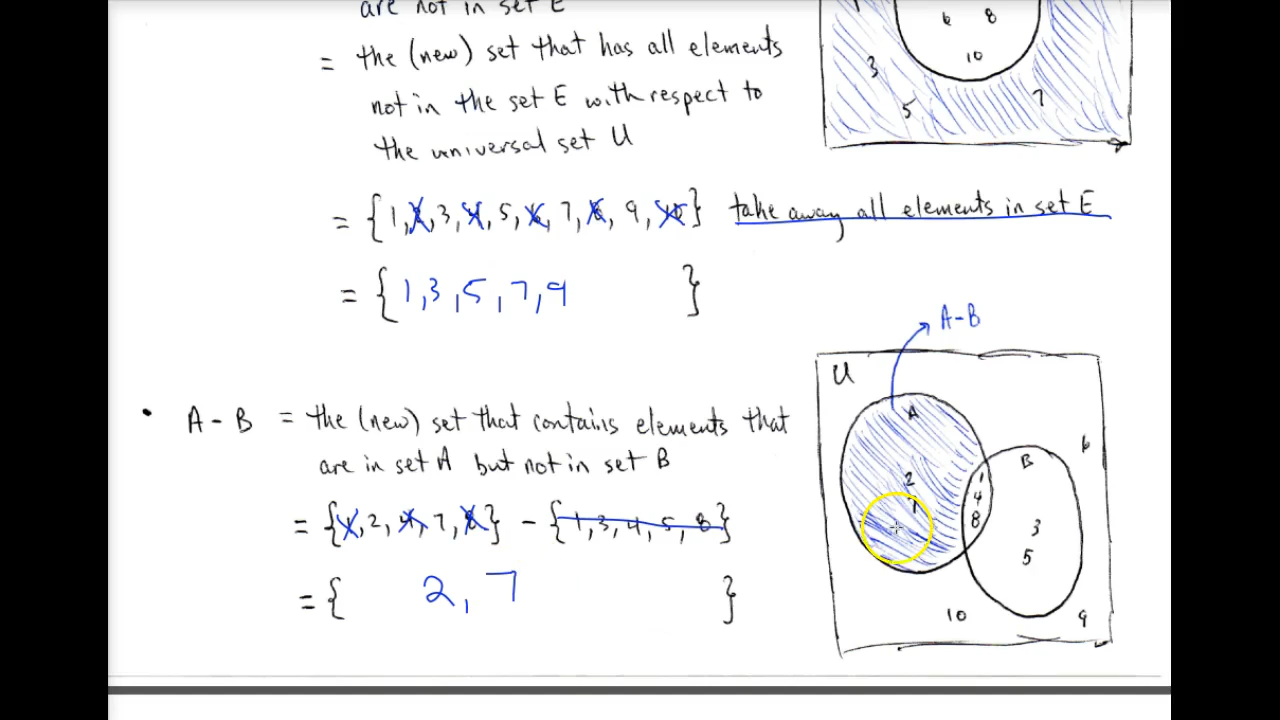 are not in set E
= the (new) set that has all elements
not in the set E with respect to
the universal set U
= {1, 2, 3, 4, 5, 6, 7, 8, 9, 10} take away all elements in set E
= {1, 3, 5, 7, 9 }
• A - B = the (new) set that contains elements that
are in set A but not in set B
= {1, 2, 4, 7, 8} - {1, 3, 4, 5, 8}
= { 2, 7 }
6 8
10
3
5
7
A-B
U
A
B
6
2
7
1
4
8
3
5
10
9